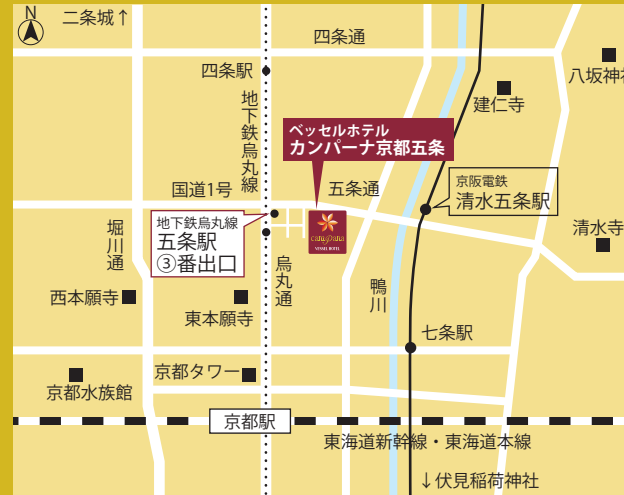 N
二条城↑
四条通
四条駅
八坂神社
建仁寺
地下鉄烏丸線
ベッセルホテル
カンパーナ京都五条
京阪電鉄
清水五条駅
国道1号
五条通
地下鉄烏丸線
五条駅
③番出口
campana
VESSEL HOTEL
堀川通
清水寺
烏丸通
鴨川
西本願寺
東本願寺
七条駅
京都タワー
京都水族館
京都駅
東海道新幹線・東海道本線
↓伏見稲荷神社